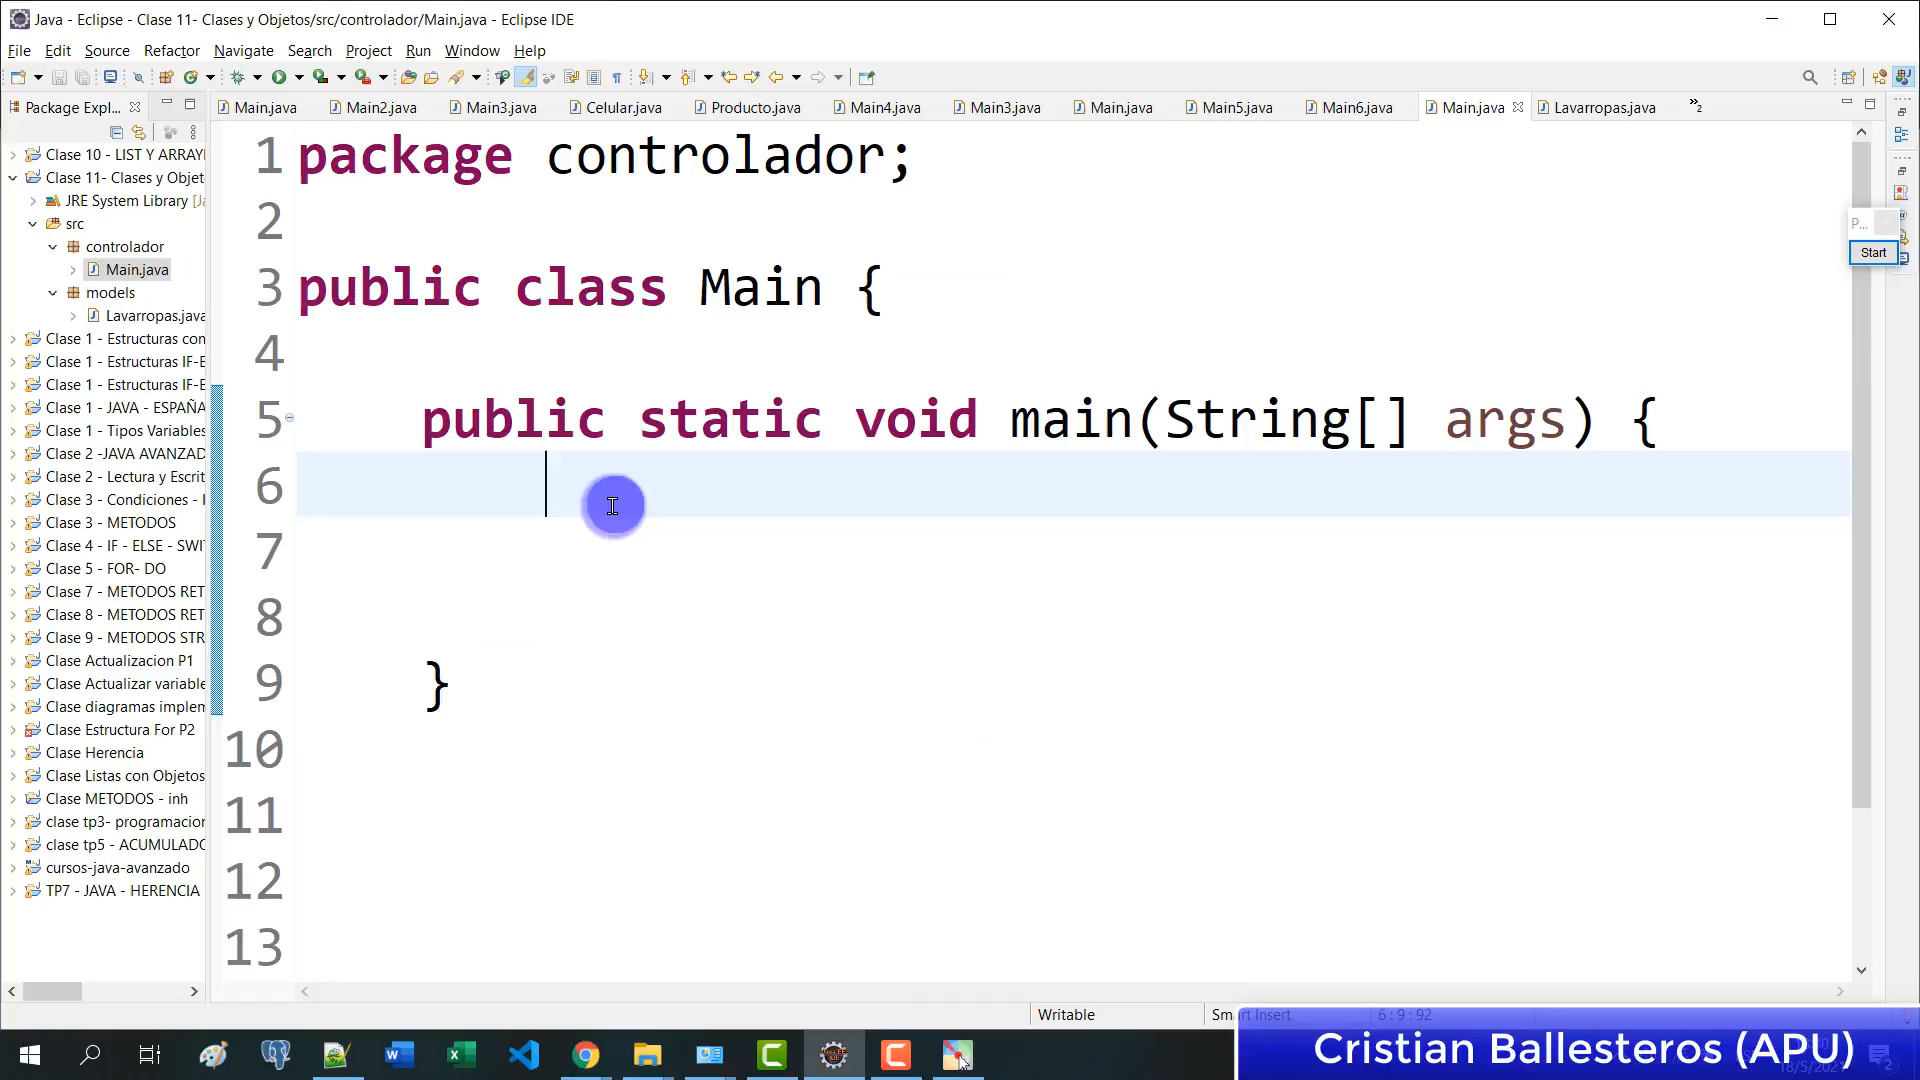 Java - Eclipse - Clase 11- Clases y Objetos/src/controlador/Main.java - Eclipse IDE
File Edit Source Refactor Navigate Search Project Run Window Help
Package Expl...
Main.java Main2.java Main3.java Celular.java Producto.java Main4.java Main3.java Main.java Main5.java Main6.java Main.java Lavarropas.java »2
Clase 10 - LIST Y ARRAYI
Clase 11- Clases y Objet
JRE System Library [Ja
src
controlador
Main.java
models
Lavarropas.java
Clase 1 - Estructuras con
Clase 1 - Estructuras IF-E
Clase 1 - Estructuras IF-E
Clase 1 - JAVA - ESPAÑA
Clase 1 - Tipos Variables
Clase 2 -JAVA AVANZAD
Clase 2 - Lectura y Escrit
Clase 3 - Condiciones - I
Clase 3 - METODOS
Clase 4 - IF - ELSE - SWI
Clase 5 - FOR- DO
Clase 7 - METODOS RET
Clase 8 - METODOS RET
Clase 9 - METODOS STR
Clase Actualizacion P1
Clase Actualizar variable
Clase diagramas implem
Clase Estructura For P2
Clase Herencia
Clase Listas con Objetos
Clase METODOS - inh
clase tp3- programacion
clase tp5 - ACUMULADO
cursos-java-avanzado
TP7 - JAVA - HERENCIA
1 package controlador;
2
3 public class Main {
4
5 public static void main(String[] args) {
6
7
8
9 }
10
11
12
13
P...
Start
Writable Smart Insert 6 : 9 : 92
Cristian Ballesteros (APU)